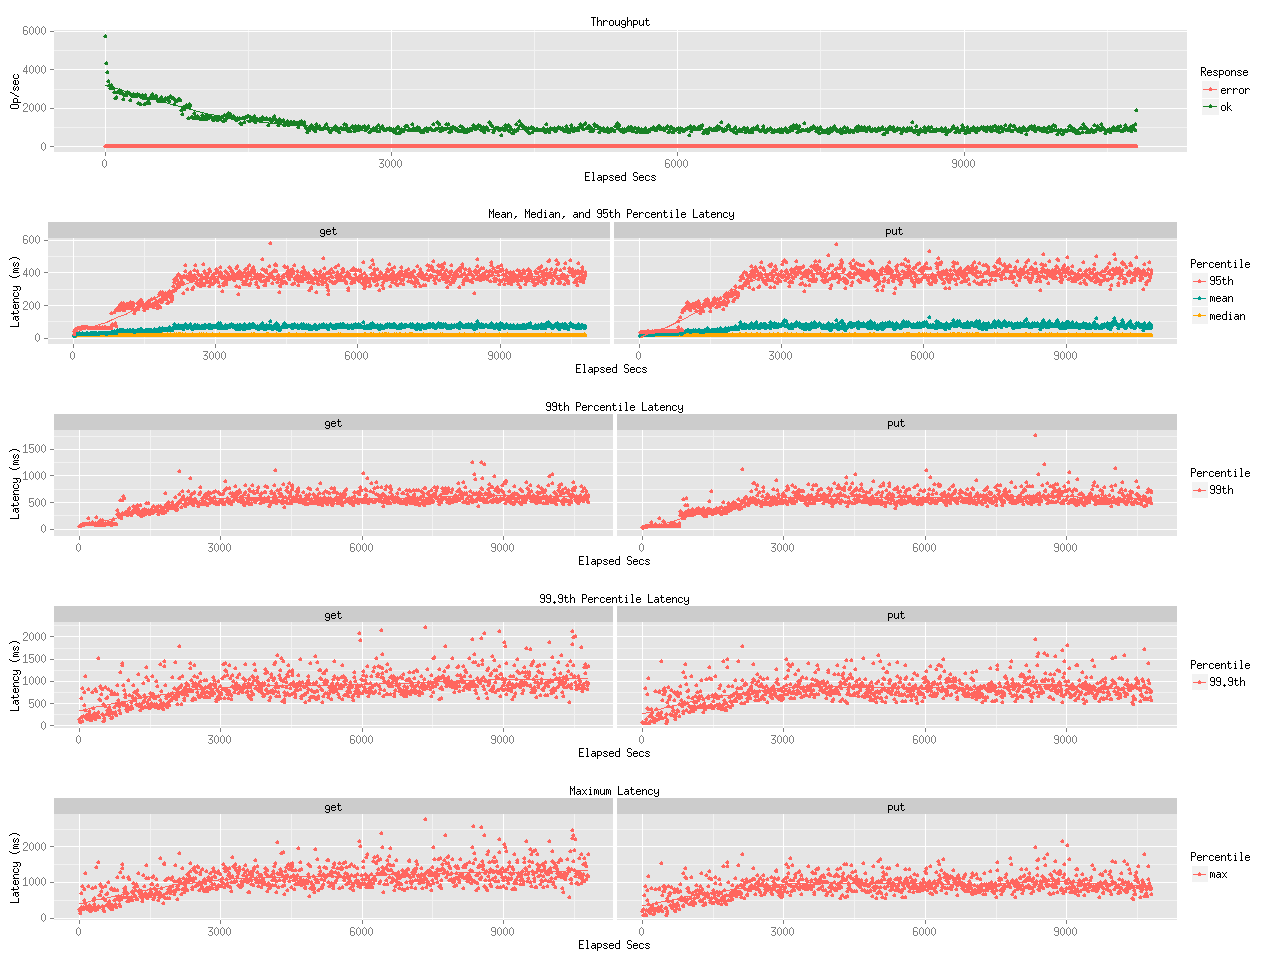 Throughput
6000
4000
2000
0
Op/sec
0 3000 6000 9000
Elapsed Secs
Response
error
ok
Mean, Median, and 95th Percentile Latency
get put
600
400
200
0
Latency (ms)
0 3000 6000 9000 0 3000 6000 9000
Elapsed Secs
Percentile
95th
mean
median
99th Percentile Latency
get put
1500
1000
500
0
Latency (ms)
0 3000 6000 9000 0 3000 6000 9000
Elapsed Secs
Percentile
99th
99.9th Percentile Latency
get put
2000
1500
1000
500
0
Latency (ms)
0 3000 6000 9000 0 3000 6000 9000
Elapsed Secs
Percentile
99.9th
Maximum Latency
get put
2000
1000
0
Latency (ms)
0 3000 6000 9000 0 3000 6000 9000
Elapsed Secs
Percentile
max